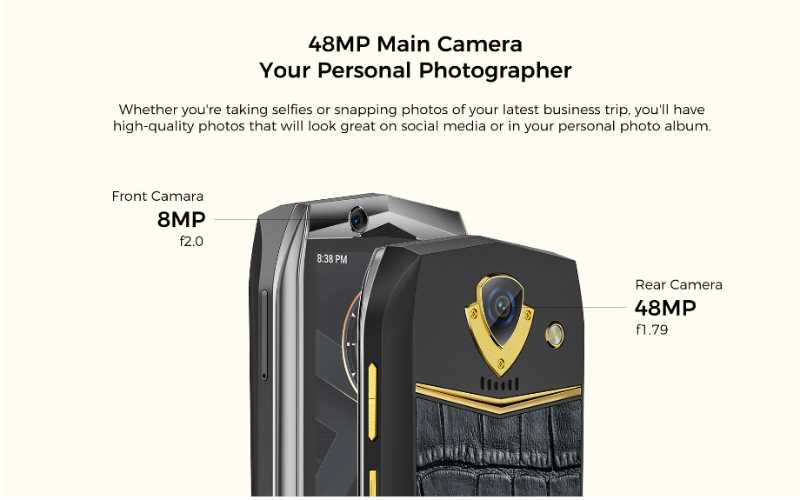 48MP Main Camera
Your Personal Photographer
Whether you're taking selfies or snapping photos of your latest business trip, you'll have
high-quality photos that will look great on social media or in your personal photo album.
Front Camara
8MP
f2.0
8:38 PM
Rear Camera
48MP
f1.79